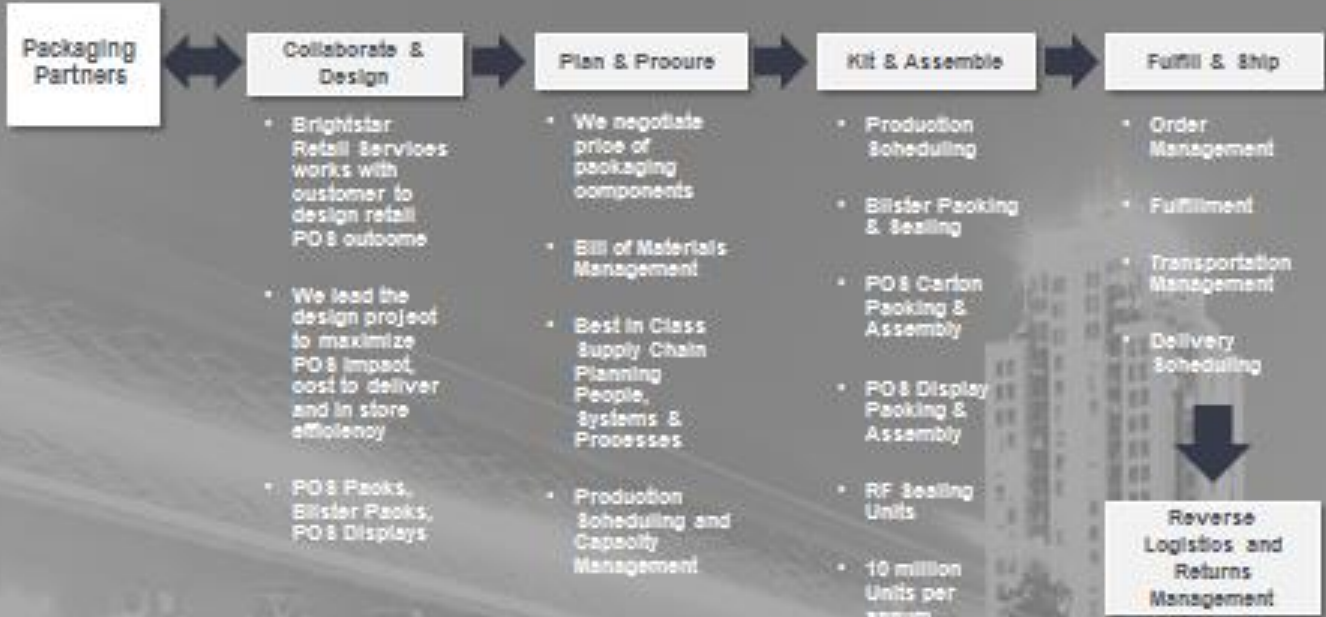 Packaging
Partners
Collaborate &
Design
Plan & Procure
Kit & Assemble
Fulfill & Ship
• Brightstar
Retail Services
works with
customer to
design retail
POS outcome
• We lead the
design project
to maximize
POS impact,
cost to deliver
and in store
efficiency
• POS Packs,
Blister Packs,
POS Displays
• We negotiate
price of
packaging
components
• Bill of Materials
Management
• Best in Class
Supply Chain
Planning
People,
Systems &
Processes
• Production
Scheduling and
Capacity
Management
• Production
Scheduling
• Blister Packing
& Sealing
• POS Carton
Packing &
Assembly
• POS Display
Packing &
Assembly
• RF Sealing
Units
• 10 million
Units per
• Order
Management
• Fulfillment
• Transportation
Management
• Delivery
Scheduling
Reverse
Logistics and
Returns
Management